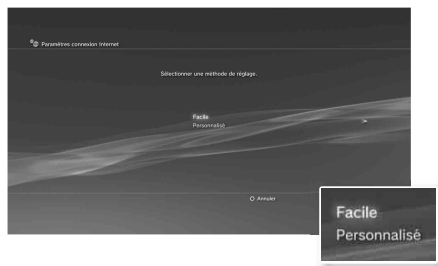 Paramètres connexion Internet
Sélectionner une méthode de réglage.
Facile
Personnalisé
Annuler
Facile
Personnalisé